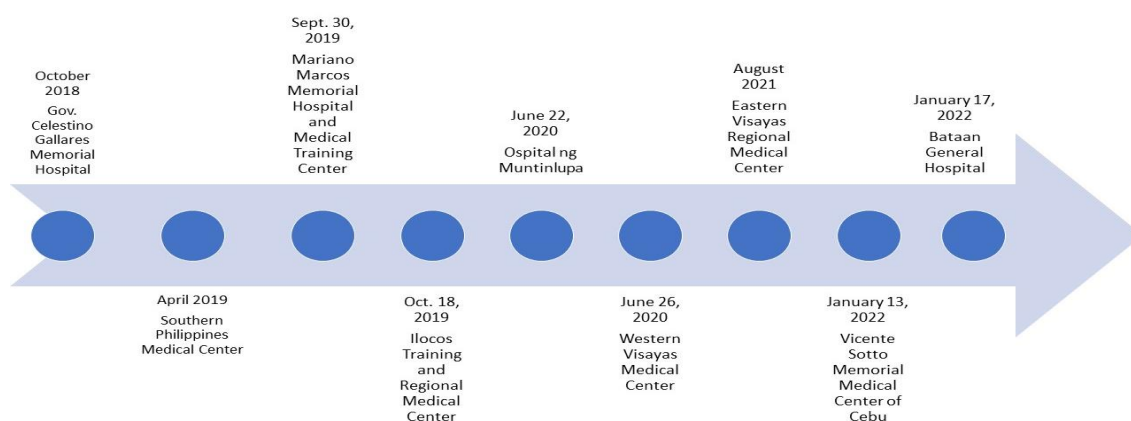 October
2018
Gov.
Celestino
Gallares
Memorial
Hospital
April 2019
Southern
Philippines
Medical Center
Sept. 30,
2019
Mariano
Marcos
Memorial
Hospital
and
Medical
Training
Center
Oct. 18,
2019
Ilocos
Training
and
Regional
Medical
Center
June 22,
2020
Ospital ng
Muntinlupa
June 26,
2020
Western
Visayas
Medical
Center
August
2021
Eastern
Visayas
Regional
Medical
Center
January 13,
2022
Vicente
Sotto
Memorial
Medical
Center of
Cebu
January 17,
2022
Bataan
General
Hospital